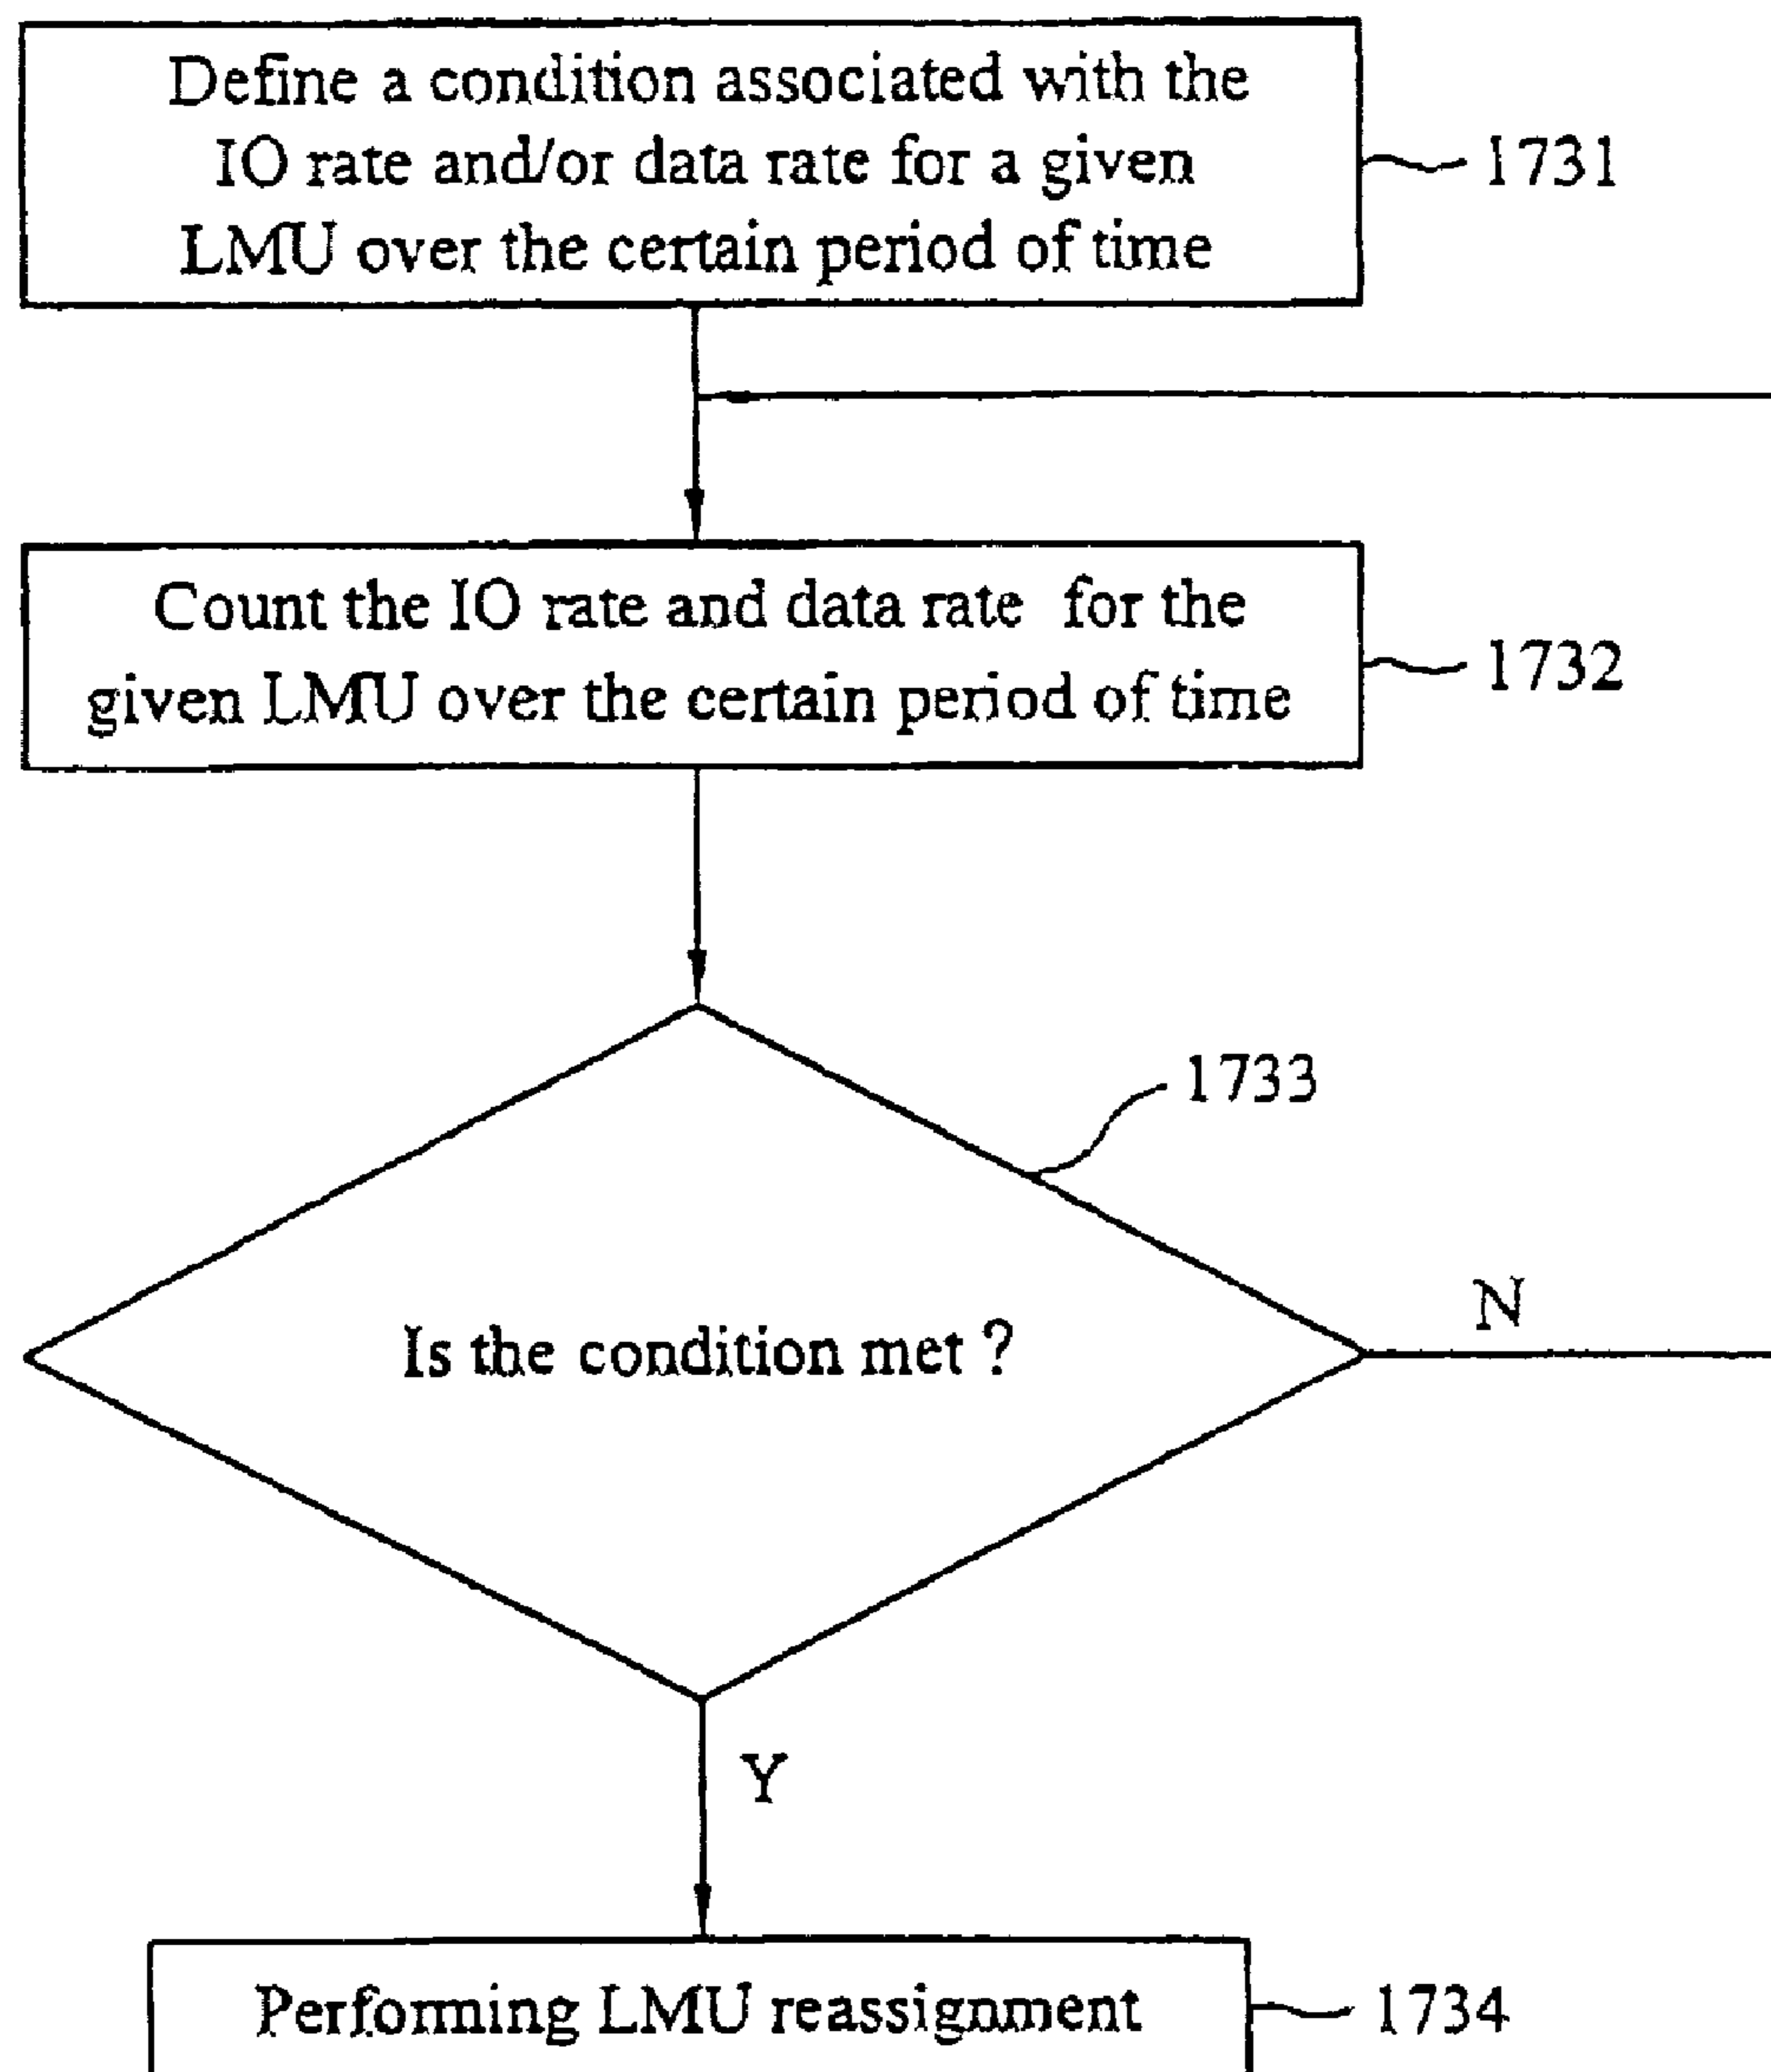 Define a condition associated with the
IO rate and/or data rate for a given
LMU over the certain period of time
1731
Count the IO rate and data rate for the
given LMU over the certain period of time
1732
1733
Is the condition met ?
N
Y
Performing LMU reassignment
1734